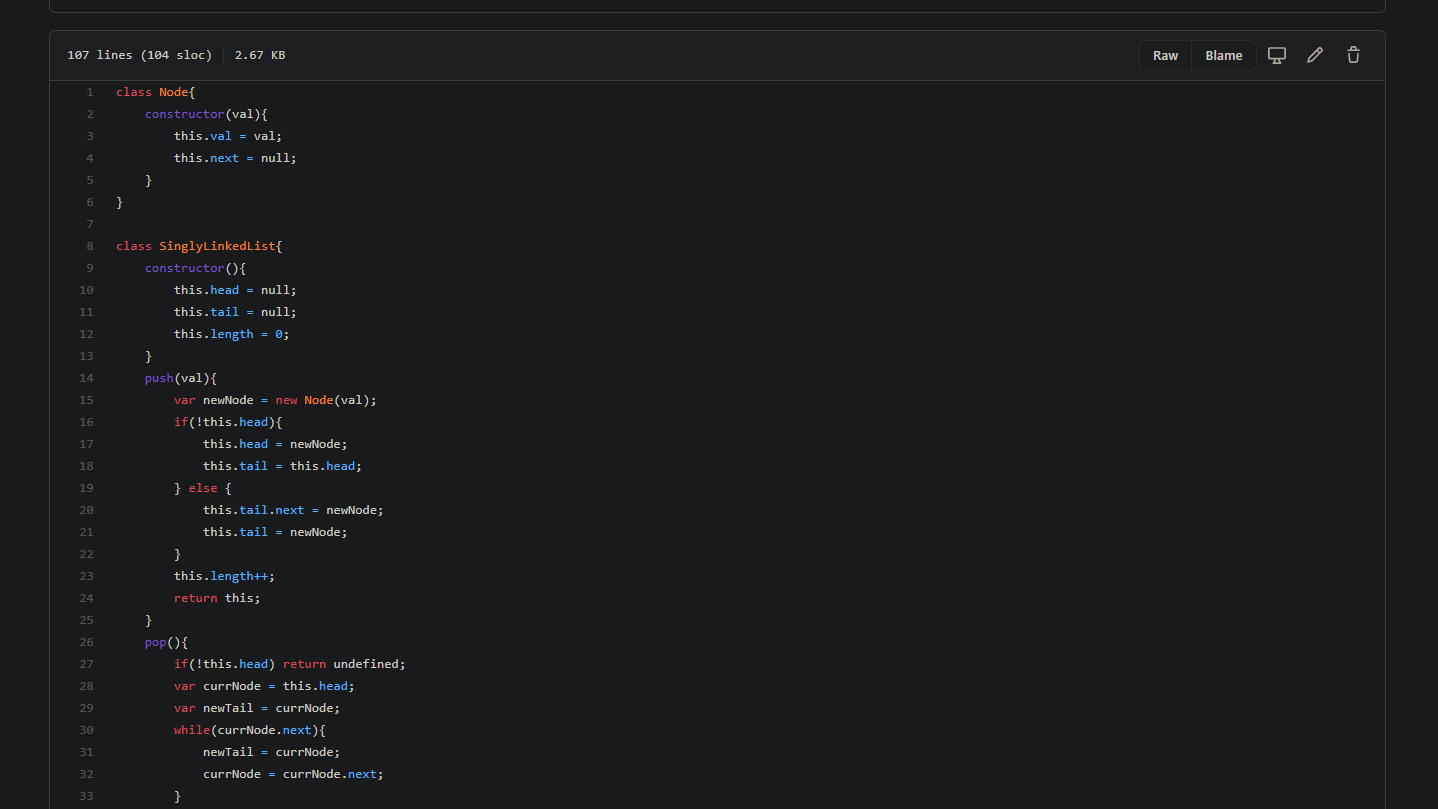 107 lines (104 sloc) 2.67 KB Raw Blame
1 class Node{
2     constructor(val){
3         this.val = val;
4         this.next = null;
5     }
6 }
7
8 class SinglyLinkedList{
9     constructor(){
10         this.head = null;
11         this.tail = null;
12         this.length = 0;
13     }
14     push(val){
15         var newNode = new Node(val);
16         if(!this.head){
17             this.head = newNode;
18             this.tail = this.head;
19         } else {
20             this.tail.next = newNode;
21             this.tail = newNode;
22         }
23         this.length++;
24         return this;
25     }
26     pop(){
27         if(!this.head) return undefined;
28         var currNode = this.head;
29         var newTail = currNode;
30         while(currNode.next){
31             newTail = currNode;
32             currNode = currNode.next;
33         }